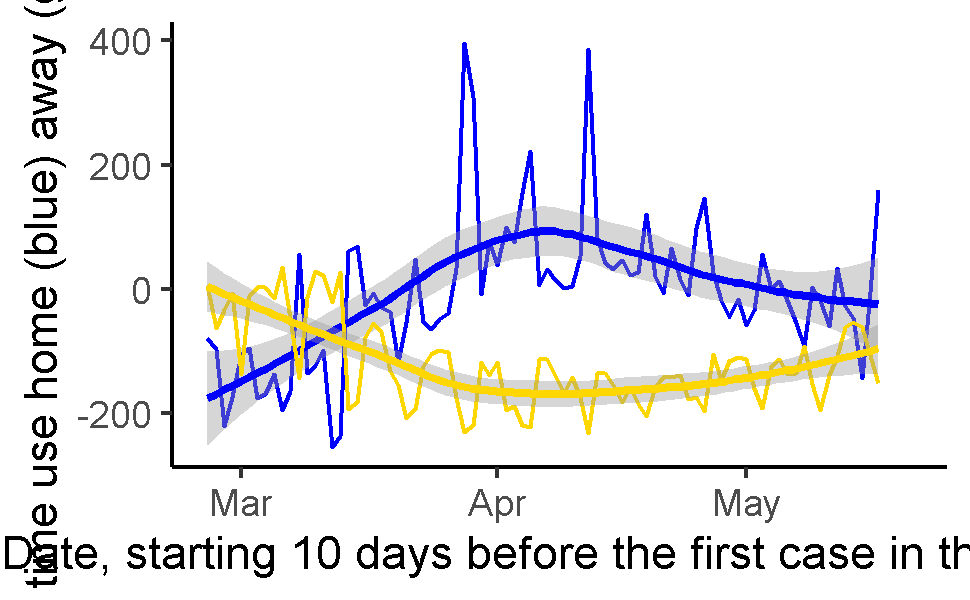 time use home (blue) away (
400
200
0
-200
Mar Apr May
Date, starting 10 days before the first case in th